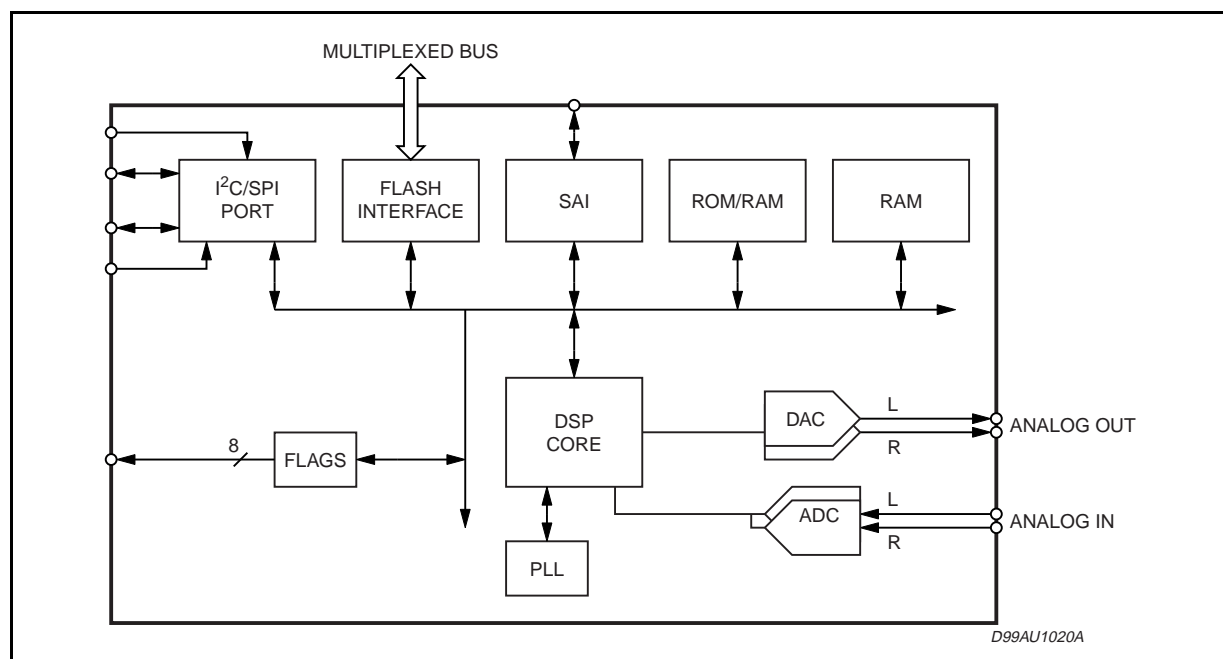 MULTIPLEXED BUS
I²C/SPI
PORT
FLASH
INTERFACE
SAI
ROM/RAM
RAM
DSP
CORE
DAC
L
R
ANALOG OUT
8
FLAGS
ADC
L
R
ANALOG IN
PLL
D99AU1020A